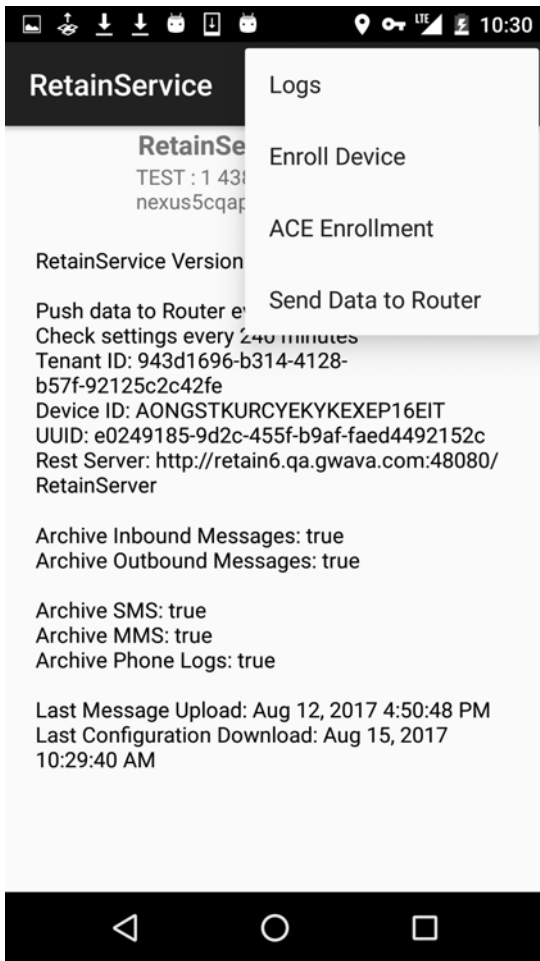 LTE 10:30
RetainService
Logs
Enroll Device
ACE Enrollment
Send Data to Router
TEST : 1
RetainService Version
Push data to Router
Check settings every 240 minutes
Tenant ID: 943d1696-b314-4128-
b57f-92125c2c42fe
Device ID: AONGSTKURCYEKYKEXEP16EIT
UUID: e0249185-9d2c-455f-b9af-faed4492152c
Rest Server: http://retain6.qa.gwava.com:48080/
RetainServer
Archive Inbound Messages: true
Archive Outbound Messages: true
Archive SMS: true
Archive MMS: true
Archive Phone Logs: true
Last Message Upload: Aug 12, 2017 4:50:48 PM
Last Configuration Download: Aug 15, 2017
10:29:40 AM